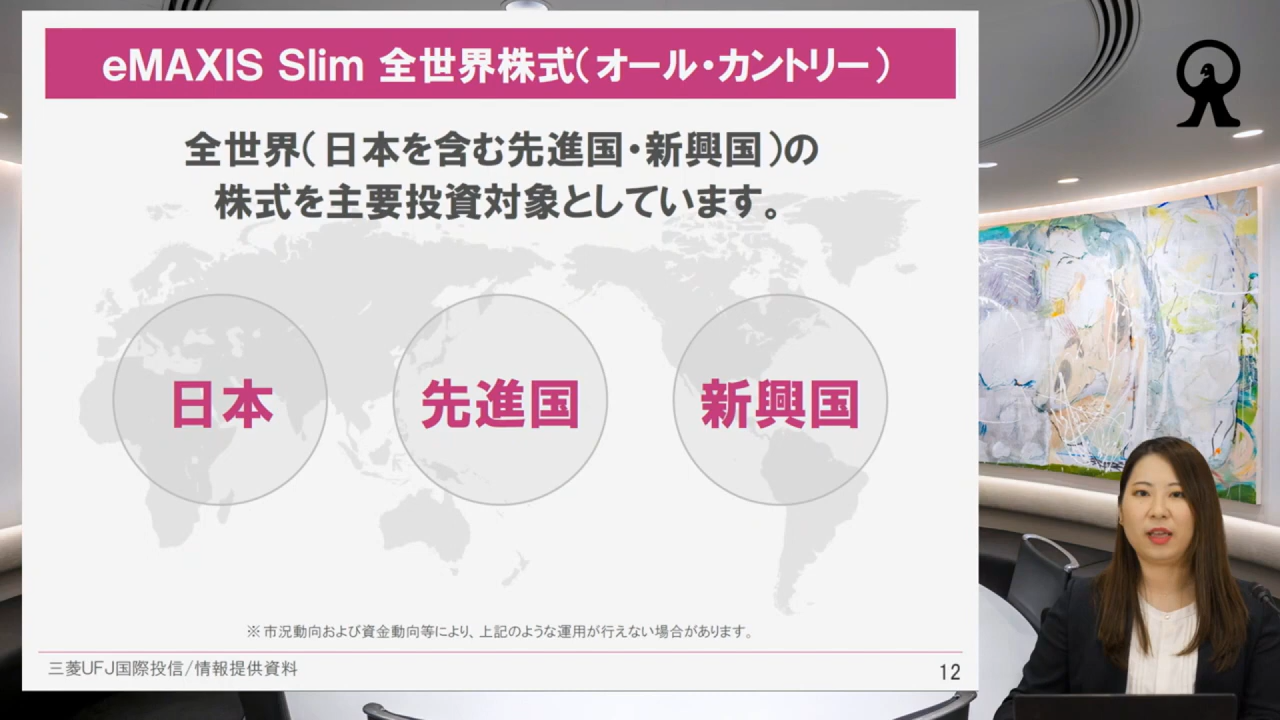 eMAXIS Slim 全世界株式(オール・カントリー)
全世界(日本を含む先進国・新興国)の
株式を主要投資対象としています。
日本
先進国
新興国
※ 市況動向および資金動向等により、上記のような運用が行えない場合があります。
三菱UFJ国際投信/情報提供資料
12